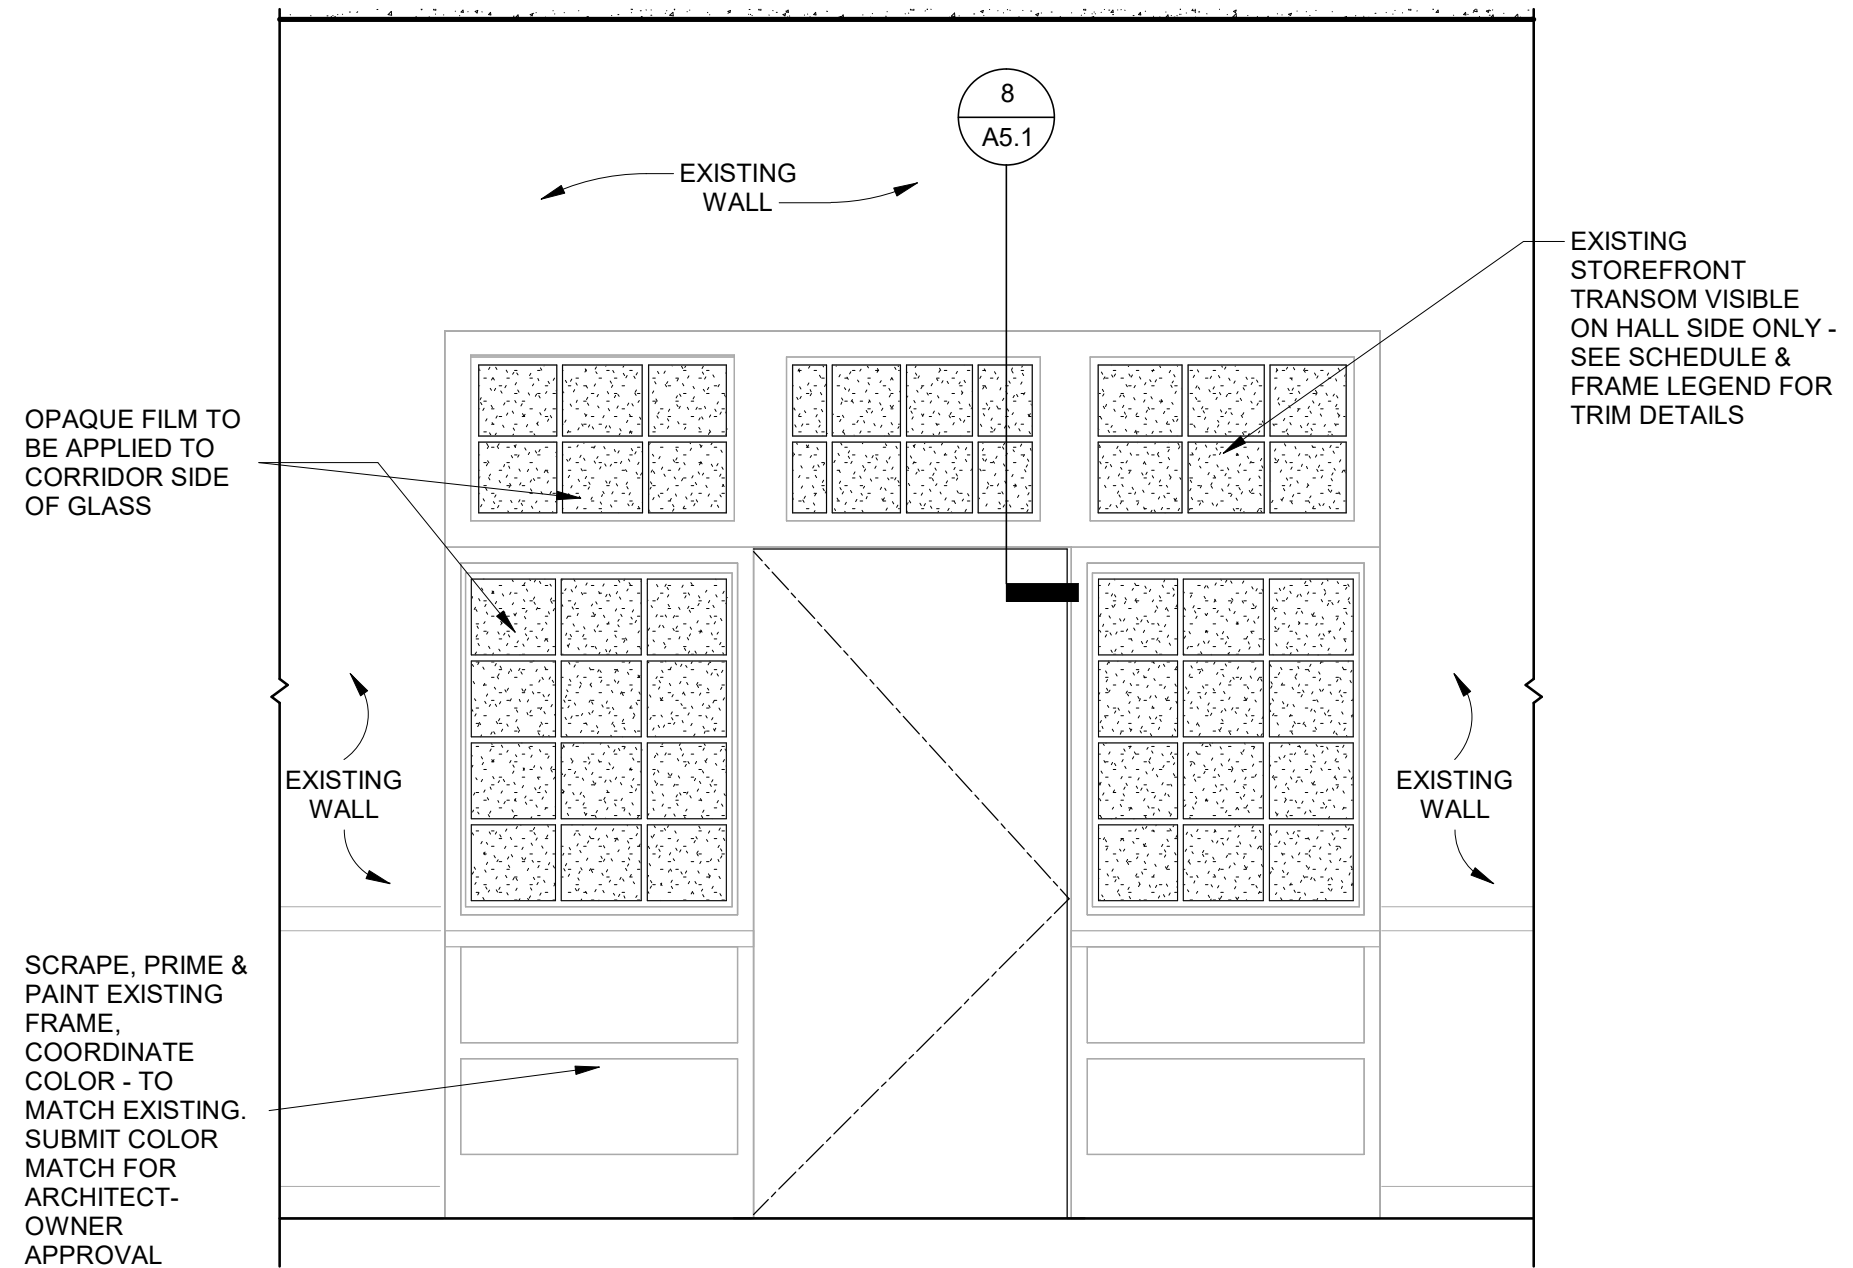 8
A5.1
EXISTING
WALL
EXISTING
STOREFRONT
TRANSOM VISIBLE
ON HALL SIDE ONLY -
SEE SCHEDULE &
FRAME LEGEND FOR
TRIM DETAILS
OPAQUE FILM TO
BE APPLIED TO
CORRIDOR SIDE
OF GLASS
EXISTING
WALL
EXISTING
WALL
SCRAPE, PRIME &
PAINT EXISTING
FRAME,
COORDINATE
COLOR - TO
MATCH EXISTING.
SUBMIT COLOR
MATCH FOR
ARCHITECT-
OWNER
APPROVAL